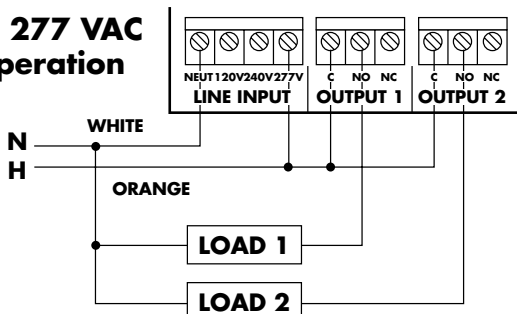 277 VAC
peration
NEUT 120V 240V 277V C NO NC C NO NC
LINE INPUT OUTPUT 1 OUTPUT 2
WHITE
N
H
ORANGE
LOAD 1
LOAD 2